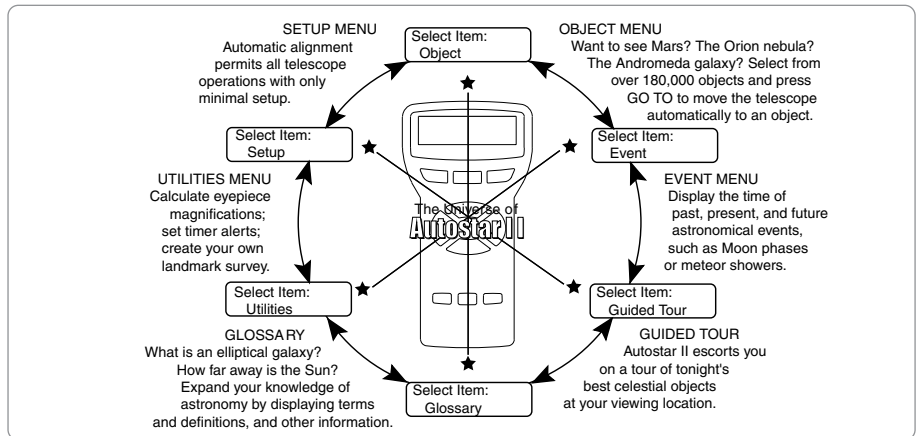 SETUP MENU
Automatic alignment
permits all telescope
operations with only
minimal setup.
Select Item:
Object
OBJECT MENU
Want to see Mars? The Orion nebula?
The Andromeda galaxy? Select from
over 180,000 objects and press
GO TO to move the telescope
automatically to an object.
Select Item:
Setup
Select Item:
Event
UTILITIES MENU
Calculate eyepiece
magnifications;
set timer alerts;
create your own
landmark survey.
The Universe of
Autostar II
EVENT MENU
Display the time of
past, present, and future
astronomical events,
such as Moon phases
or meteor showers.
Select Item:
Utilities
Select Item:
Guided Tour
GLOSSARY
What is an elliptical galaxy?
How far away is the Sun?
Expand your knowledge of
astronomy by displaying terms
and definitions, and other information.
Select Item:
Glossary
GUIDED TOUR
Autostar II escorts you
on a tour of tonight's
best celestial objects
at your viewing location.